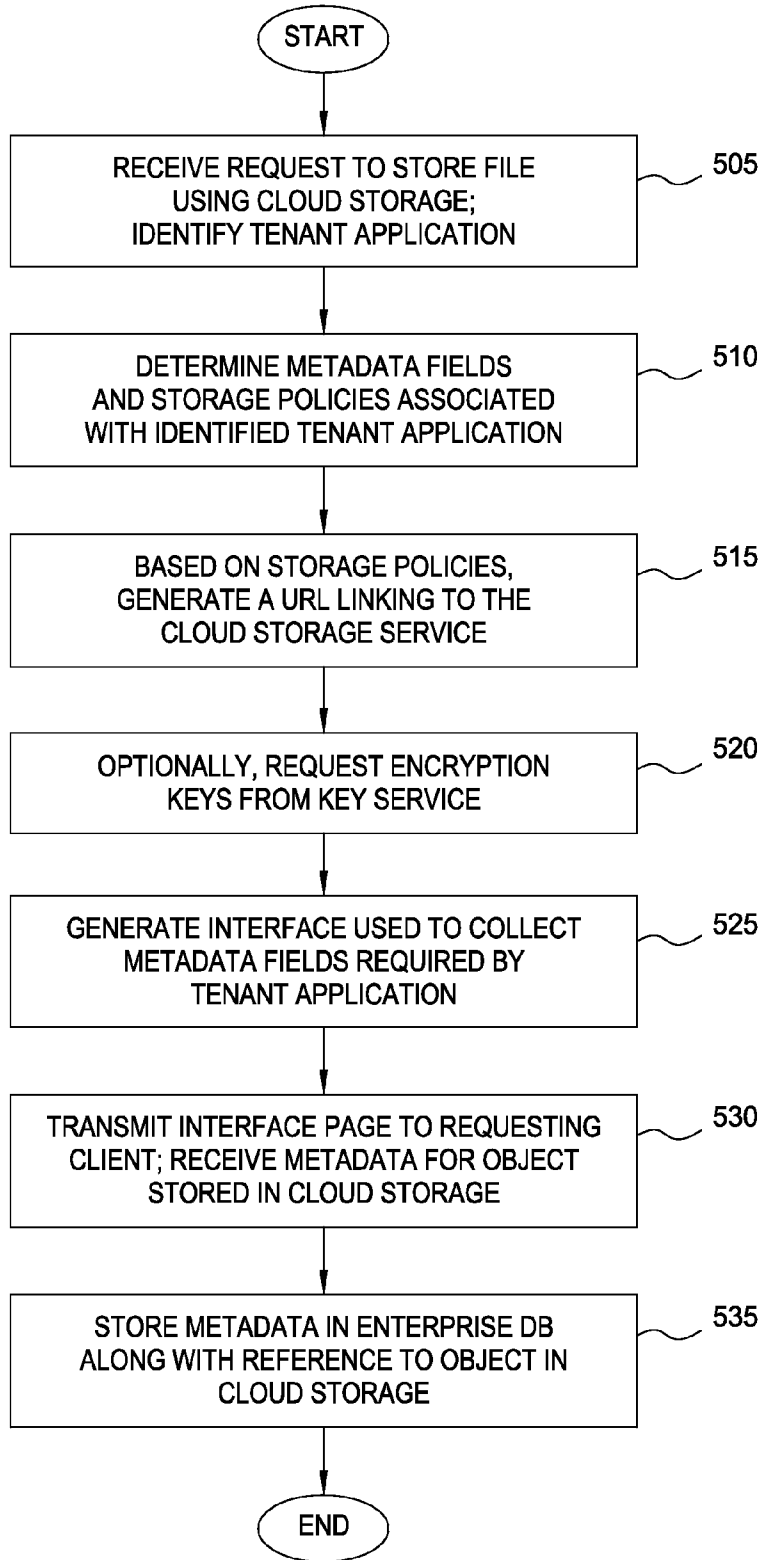 START
RECEIVE REQUEST TO STORE FILE
USING CLOUD STORAGE;
IDENTIFY TENANT APPLICATION
505
DETERMINE METADATA FIELDS
AND STORAGE POLICIES ASSOCIATED
WITH IDENTIFIED TENANT APPLICATION
510
BASED ON STORAGE POLICIES,
GENERATE A URL LINKING TO THE
CLOUD STORAGE SERVICE
515
OPTIONALLY, REQUEST ENCRYPTION
KEYS FROM KEY SERVICE
520
GENERATE INTERFACE USED TO COLLECT
METADATA FIELDS REQUIRED BY
TENANT APPLICATION
525
TRANSMIT INTERFACE PAGE TO REQUESTING
CLIENT; RECEIVE METADATA FOR OBJECT
STORED IN CLOUD STORAGE
530
STORE METADATA IN ENTERPRISE DB
ALONG WITH REFERENCE TO OBJECT IN
CLOUD STORAGE
535
END